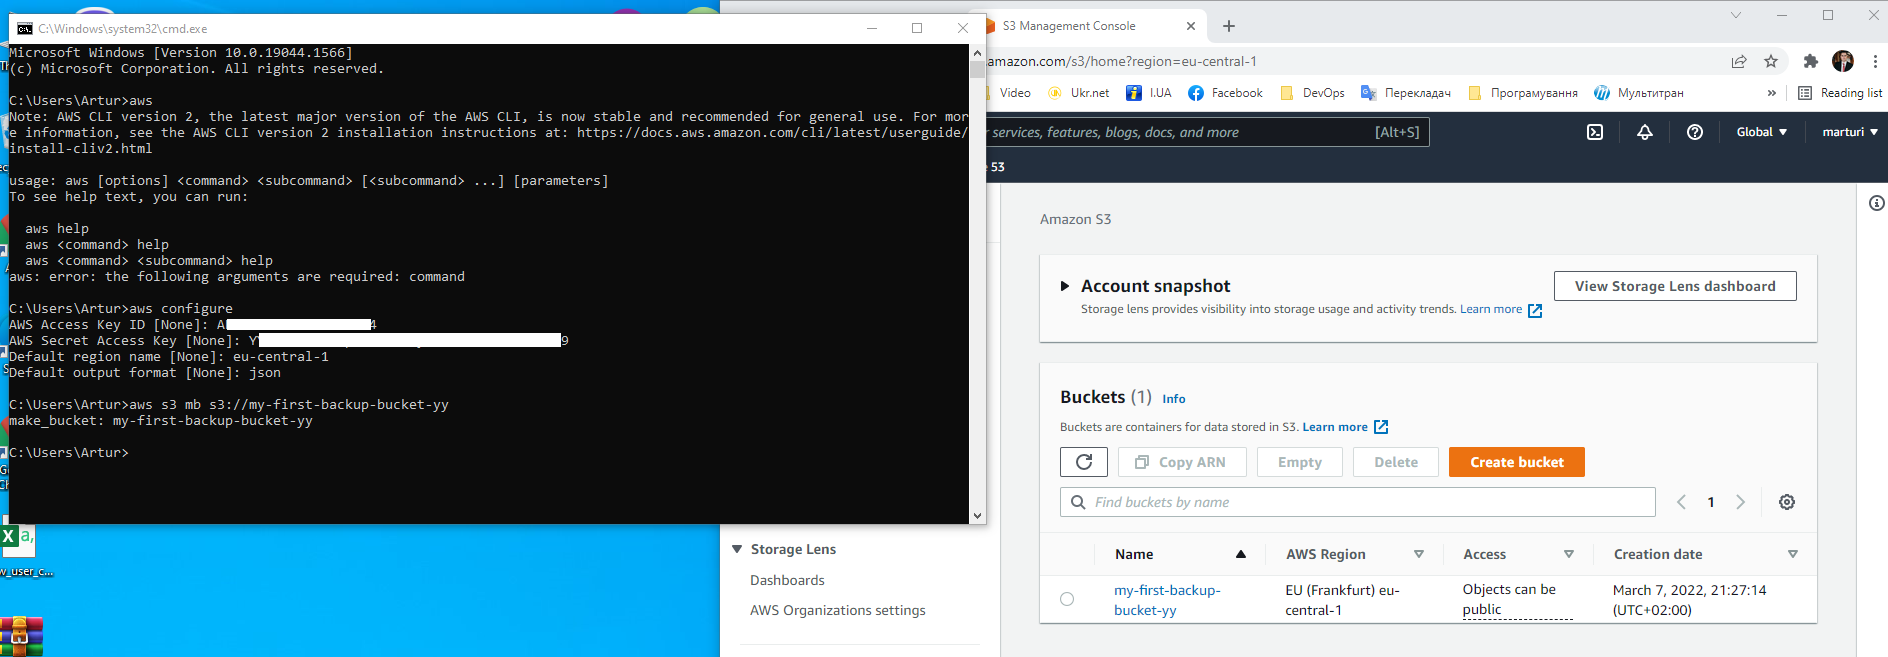 C:\Windows\system32\cmd.exe
Microsoft Windows [Version 10.0.19044.1566]
(c) Microsoft Corporation. All rights reserved.
C:\Users\Artur>aws
Note: AWS CLI version 2, the latest major version of the AWS CLI, is now stable and recommended for general use. For mor
e information, see the AWS CLI version 2 installation instructions at: https://docs.aws.amazon.com/cli/latest/userguide/
install-cliv2.html
usage: aws [options] <command> <subcommand> [<subcommand> ...] [parameters]
To see help text, you can run:
aws help
aws <command> help
aws <command> <subcommand> help
aws: error: the following arguments are required: command
C:\Users\Artur>aws configure
AWS Access Key ID [None]: A 4
AWS Secret Access Key [None]: Y 9
Default region name [None]: eu-central-1
Default output format [None]: json
C:\Users\Artur>aws s3 mb s3://my-first-backup-bucket-yy
make_bucket: my-first-backup-bucket-yy
C:\Users\Artur>
w_user_c...
S3 Management Console
amazon.com/s3/home?region=eu-central-1
Video Ukr.net I.UA Facebook DevOps Перекладач Програмування Мультитран » Reading list
services, features, blogs, docs, and more [Alt+S] Global marturi
S3
Amazon S3
Account snapshot
View Storage Lens dashboard
Storage lens provides visibility into storage usage and activity trends. Learn more
Buckets (1) Info
Buckets are containers for data stored in S3. Learn more
Copy ARN Empty Delete Create bucket
Find buckets by name
1
Name AWS Region Access Creation date
my-first-backup-
bucket-yy
EU (Frankfurt) eu-
central-1
Objects can be
public
March 7, 2022, 21:27:14
(UTC+02:00)
Storage Lens
Dashboards
AWS Organizations settings